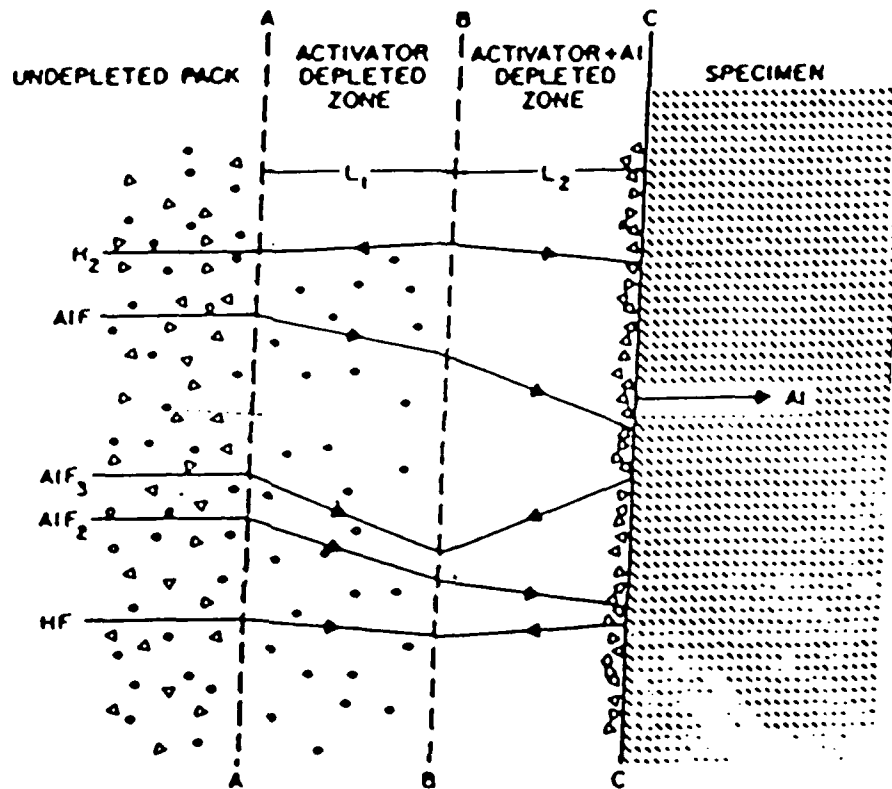 A B C
UNDEPLETED PACK
ACTIVATOR
DEPLETED
ZONE
ACTIVATOR+Al
DEPLETED
ZONE
SPECIMEN
L1 L2
H2
AlF
Al
AlF3
AlF2
HF
A B C